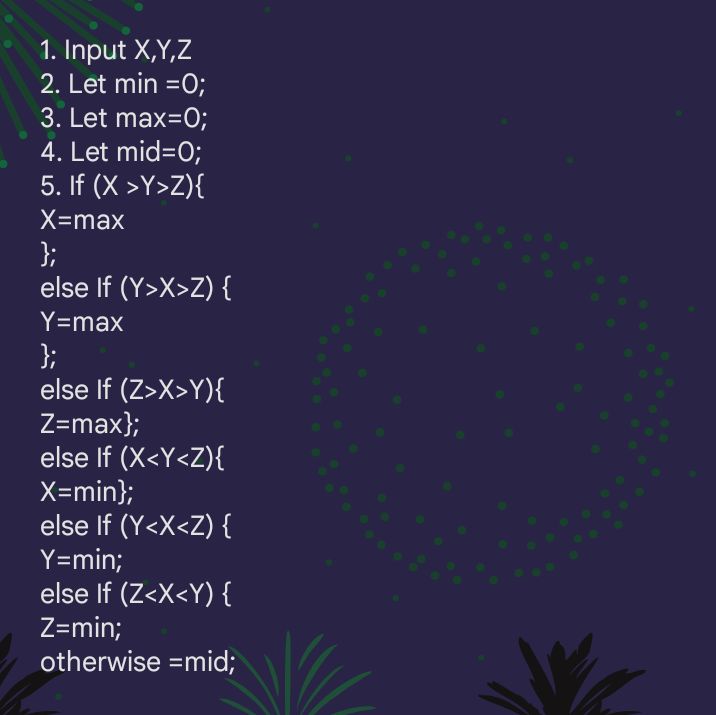 1. Input X,Y,Z
2. Let min =0;
3. Let max=0;
4. Let mid=0;
5. If (X >Y>Z){
X=max
};
else If (Y>X>Z) {
Y=max
};
else If (Z>X>Y){
Z=max};
else If (X<Y<Z){
X=min};
else If (Y<X<Z) {
Y=min;
else If (Z<X<Y) {
Z=min;
otherwise =mid;